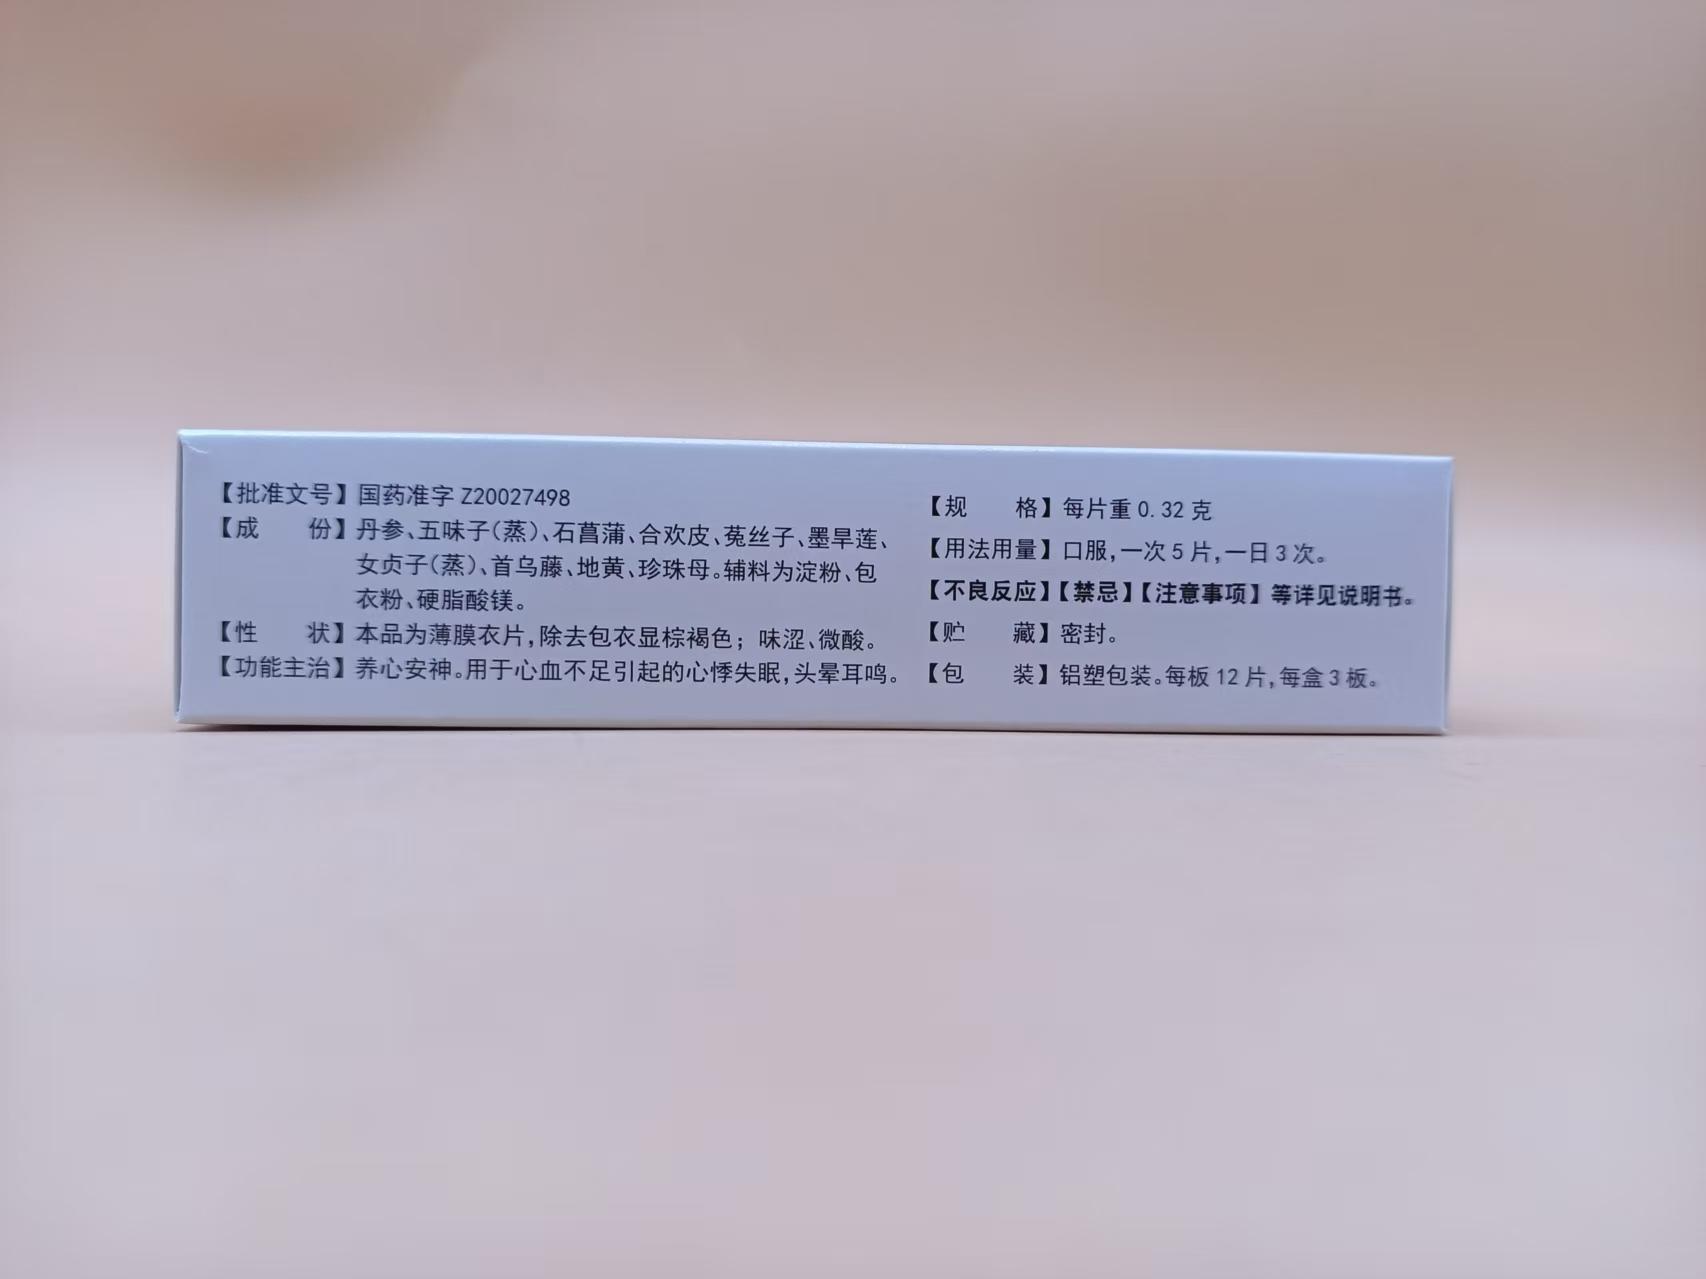 【批准文号】国药准字 Z20027498
【成 份】丹参、五味子(蒸)、石菖蒲、合欢皮、菟丝子、墨旱莲、
女贞子(蒸)、首乌藤、地黄、珍珠母。辅料为淀粉、包
衣粉、硬脂酸镁。
【性 状】本品为薄膜衣片,除去包衣显棕褐色；味涩、微酸。
【功能主治】养心安神。用于心血不足引起的心悸失眠,头晕耳鸣。
【规 格】每片重 0.32 克
【用法用量】口服,一次 5 片,一日 3 次。
【不良反应】【禁忌】【注意事项】等详见说明书。
【贮 藏】密封。
【包 装】铝塑包装。每板 12 片,每盒 3 板。